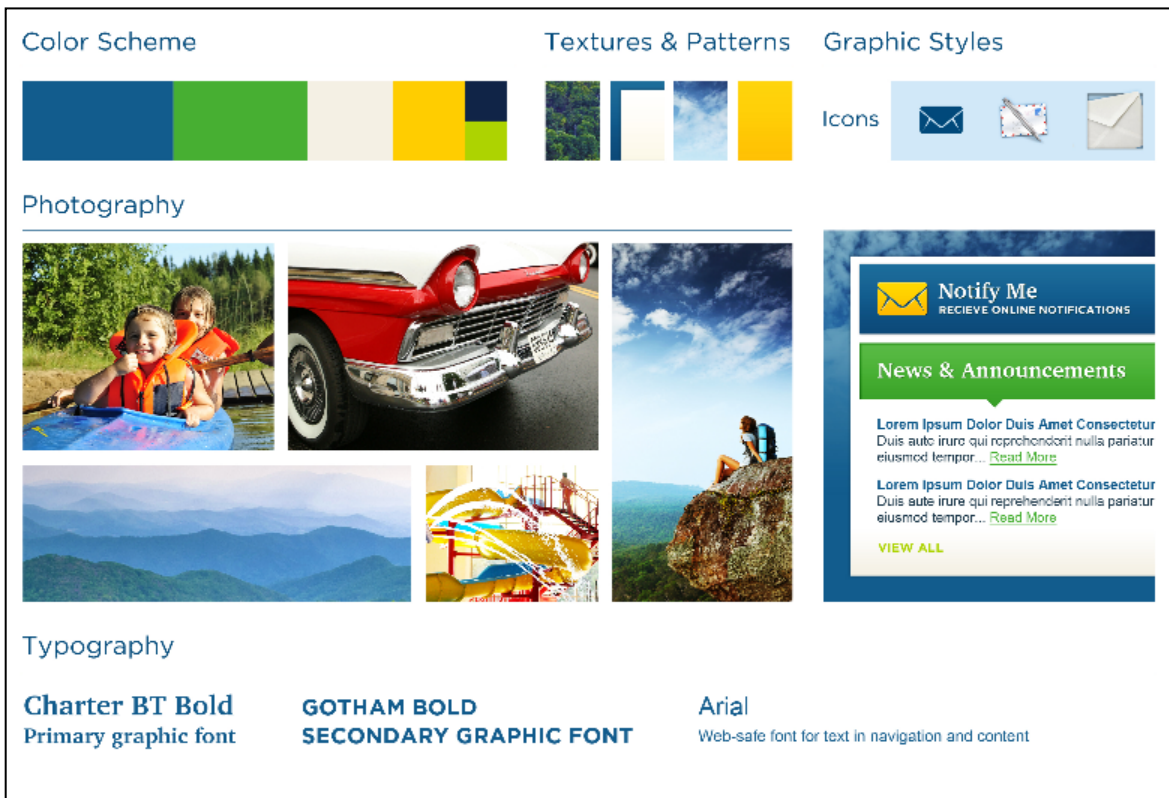 Color Scheme
Textures & Patterns
Graphic Styles
Icons
Photography
Notify Me
RECIEVE ONLINE NOTIFICATIONS
News & Announcements
Lorem Ipsum Dolor Duis Amet Consectetur
Duis aute irure qui reprehenderit nulla pariatur
eiusmod tempor... Read More
Lorem Ipsum Dolor Duis Amet Consectetur
Duis aute irure qui reprehenderit nulla pariatur
eiusmod tempor... Read More
VIEW ALL
Typography
Charter BT Bold
Primary graphic font
GOTHAM BOLD
SECONDARY GRAPHIC FONT
Arial
Web-safe font for text in navigation and content